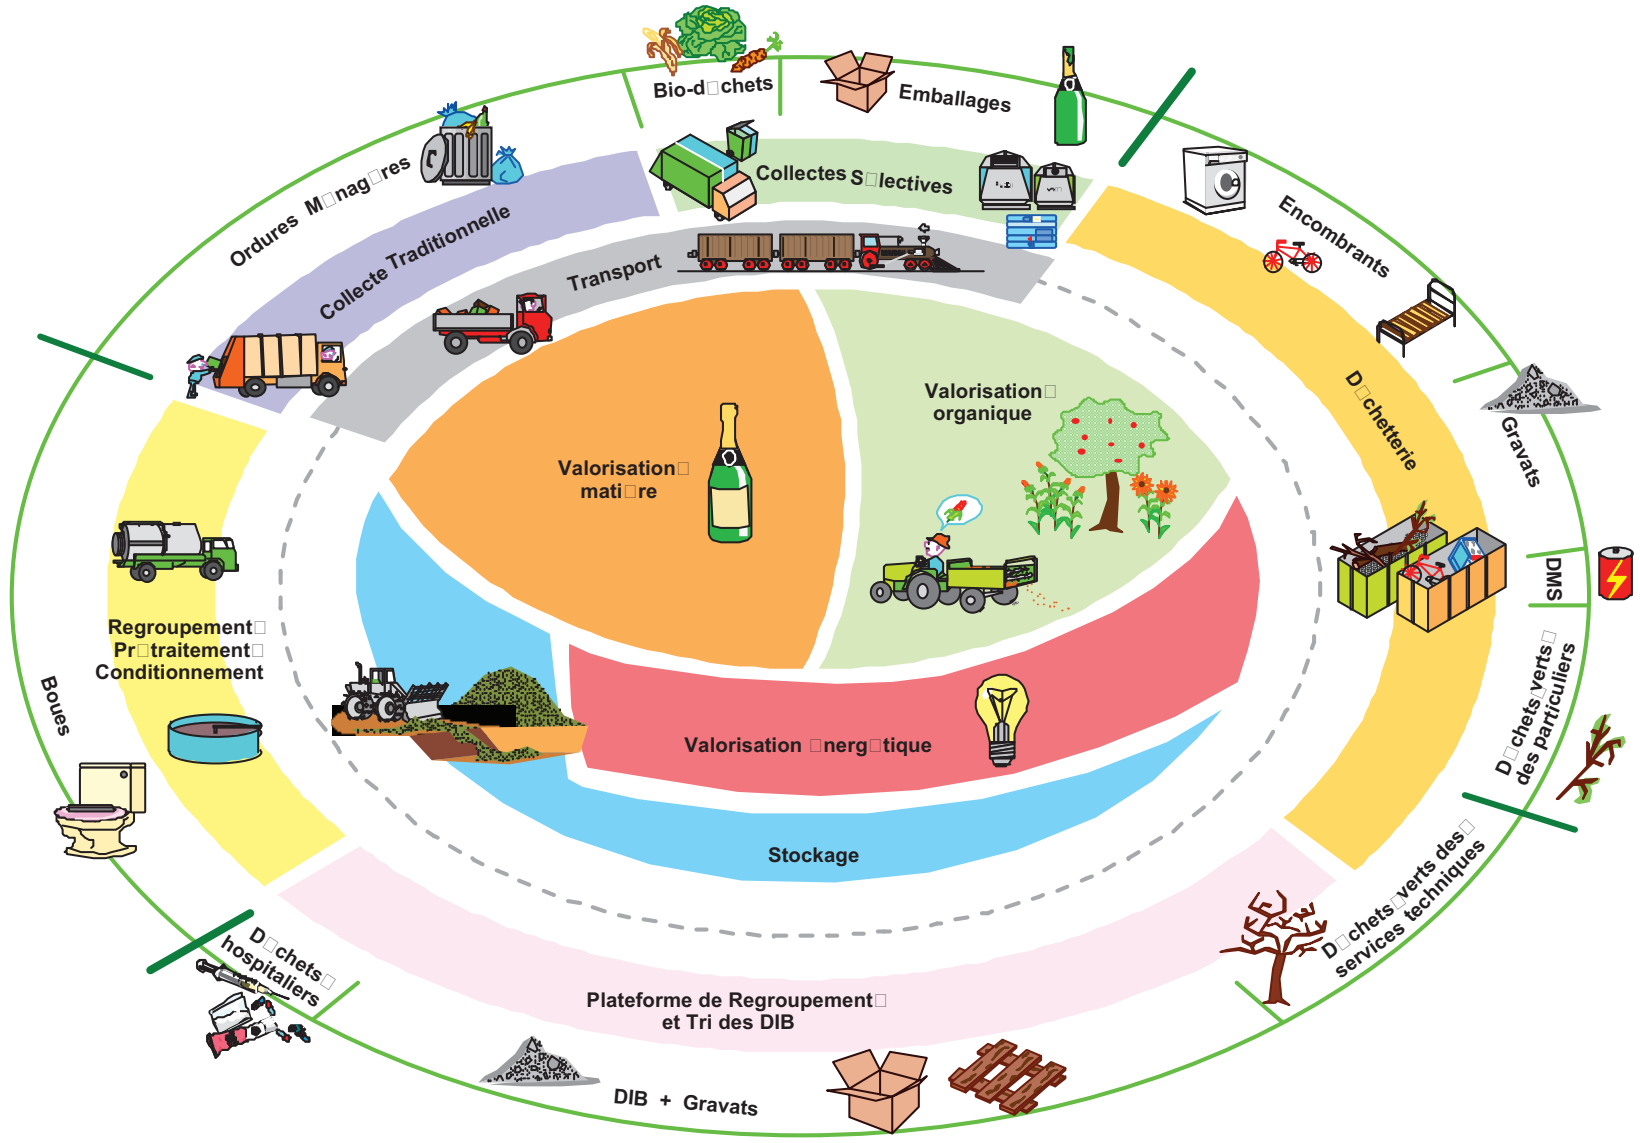 Bio-d□chets
Emballages
Ordures M□nag□res
Collectes S□lectives
Collecte Traditionnelle
Transport
Encombrants
D□chetterie
Gravats
DMS
D□chets□verts□
des particuliers
D□chets□verts des□
services techniques
Valorisation□
organique
Valorisation□
mati□re
Regroupement□
Pr□traitement□
Conditionnement
Boues
Valorisation □nerg□tique
Stockage
D□chets□
hospitaliers
Plateforme de Regroupement□
et Tri des DIB
DIB + Gravats